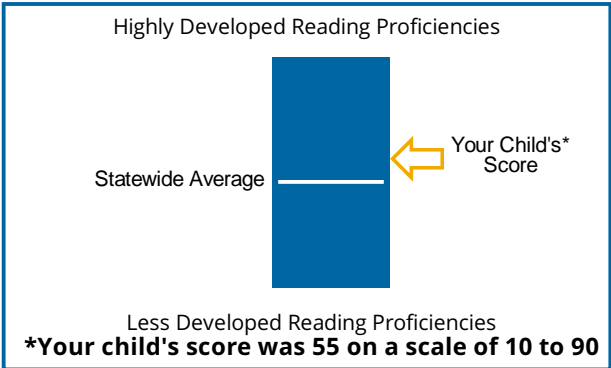 Highly Developed Reading Proficiencies
Your Child's*
Score
Statewide Average
Less Developed Reading Proficiencies
*Your child's score was 55 on a scale of 10 to 90